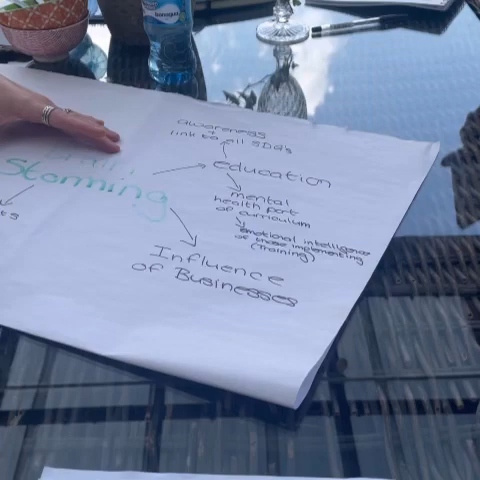 awareness
link to all SDG's
education
Storming
mental
health part
of curriculum
emotional intelligence
of those implementing
(training)
Influence
of Businesses